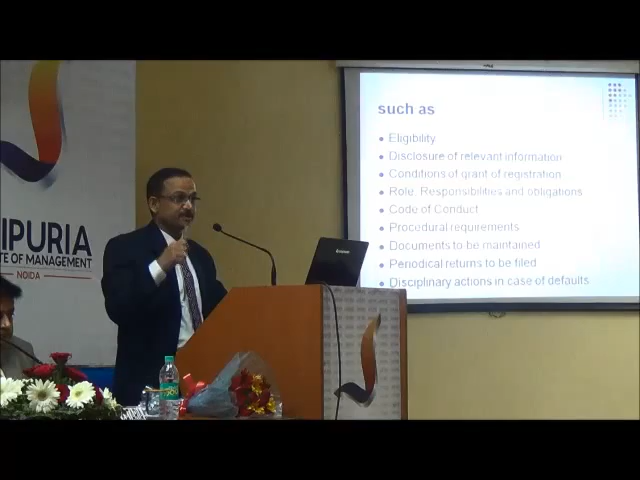 IPURIA
TE OF MANAGEMENT
NOIDA
such as
Eligibility
Disclosure of relevant information
Conditions of grant of registration
Role, Responsibilities and obligations
Code of Conduct
Procedural requirements
Documents to be maintained
Periodical returns to be filed
Disciplinary actions in case of defaults
lenovo